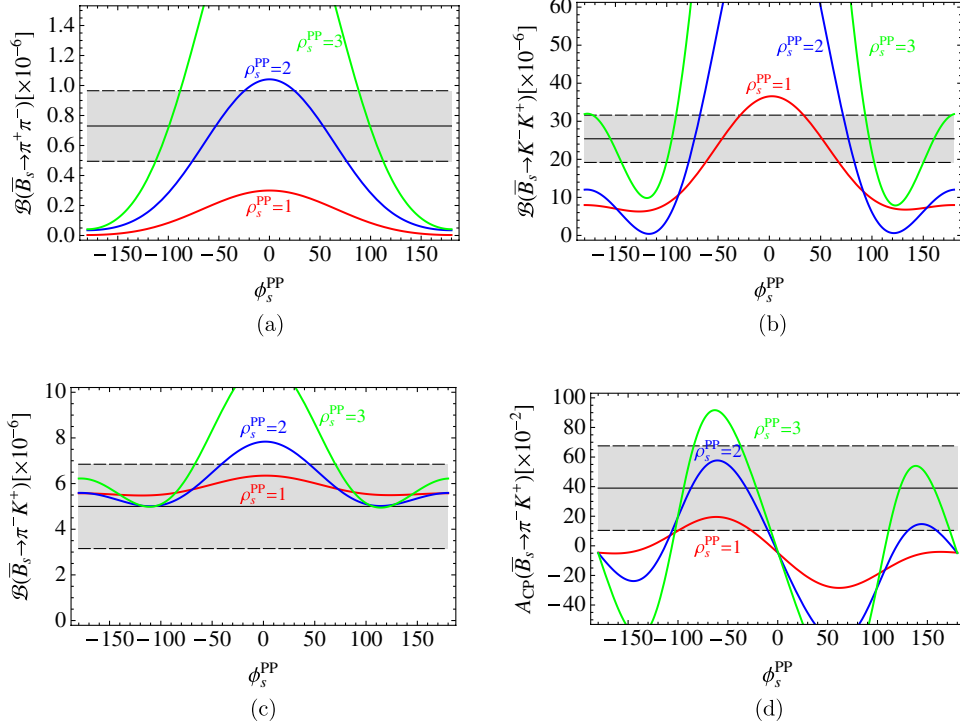 (a)
ℬ(B̅s→π⁺π⁻)[×10⁻⁶]
1.4
1.2
1.0
0.8
0.6
0.4
0.2
0.0
ρsPP=3
ρsPP=2
ρsPP=1
−150 −100 −50 0 50 100 150
ϕsPP
(a)
ℬ(B̅s→K⁻K⁺)[×10⁻⁶]
60
50
40
30
20
10
0
ρsPP=2
ρsPP=3
ρsPP=1
−150 −100 −50 0 50 100 150
ϕsPP
(b)
ℬ(B̅s→π⁻K⁺)[×10⁻⁶]
10
8
6
4
2
0
ρsPP=3
ρsPP=2
ρsPP=1
−150 −100 −50 0 50 100 150
ϕsPP
(c)
ACP(B̅s→π⁻K⁺)[×10⁻²]
100
80
60
40
20
0
−20
−40
ρsPP=3
ρsPP=2
ρsPP=1
−150 −100 −50 0 50 100 150
ϕsPP
(d)